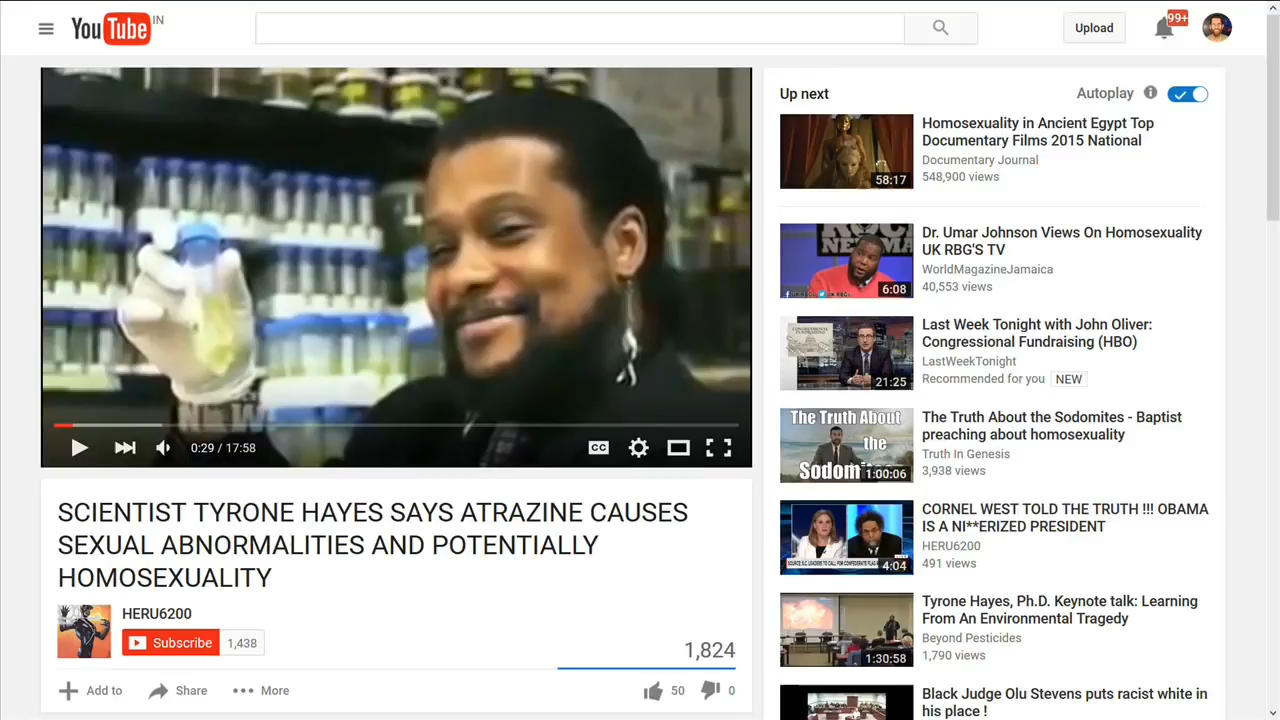 YouTube IN
Upload
99+
0:29 / 17:58
CC
SCIENTIST TYRONE HAYES SAYS ATRAZINE CAUSES
SEXUAL ABNORMALITIES AND POTENTIALLY
HOMOSEXUALITY
HERU6200
Subscribe 1,438
1,824
Add to Share More 50 0
Up next Autoplay
58:17
Homosexuality in Ancient Egypt Top
Documentary Films 2015 National
Documentary Journal
548,900 views
6:08
Dr. Umar Johnson Views On Homosexuality
UK RBG'S TV
WorldMagazineJamaica
40,553 views
21:25
Last Week Tonight with John Oliver:
Congressional Fundraising (HBO)
LastWeekTonight
Recommended for you NEW
The Truth About
the
Sodomites
1:00:06
The Truth About the Sodomites - Baptist
preaching about homosexuality
Truth In Genesis
3,938 views
4:04
CORNEL WEST TOLD THE TRUTH !!! OBAMA
IS A NI**ERIZED PRESIDENT
HERU6200
491 views
1:30:58
Tyrone Hayes, Ph.D. Keynote talk: Learning
From An Environmental Tragedy
Beyond Pesticides
1,790 views
Black Judge Olu Stevens puts racist white in
his place !